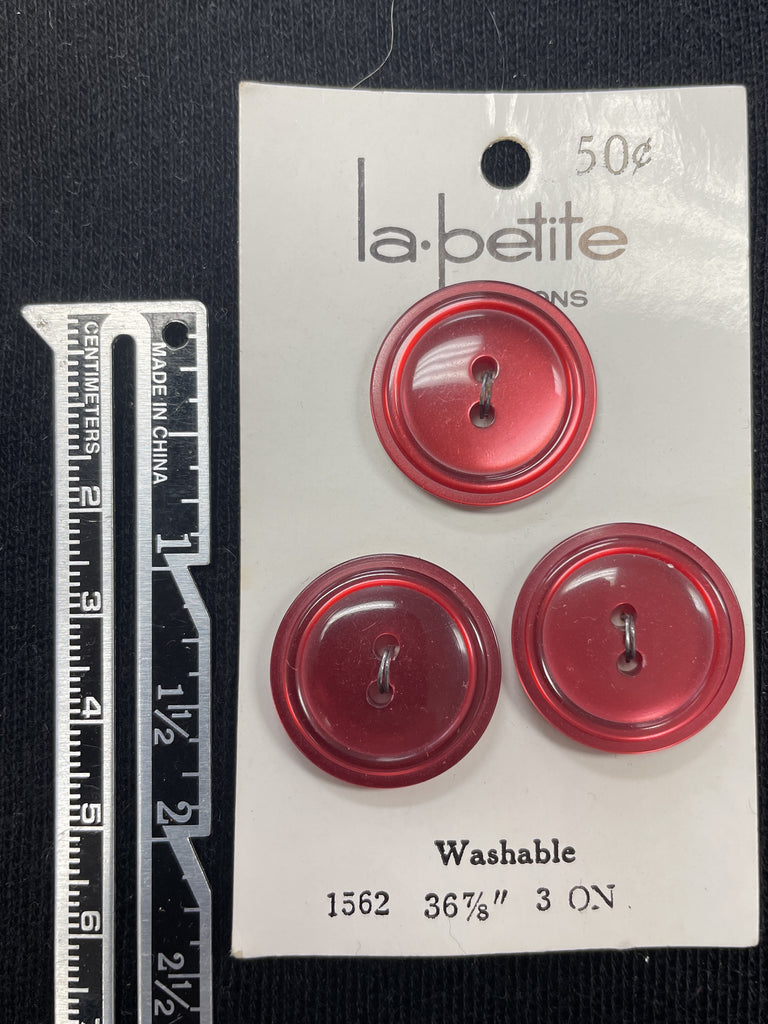 50¢
la·petite
ONS
Washable
1562 36⅞" 3 ON
CENTIMETERS
2
3
4
5
6
MADE IN CHINA
1
1½
2
2½